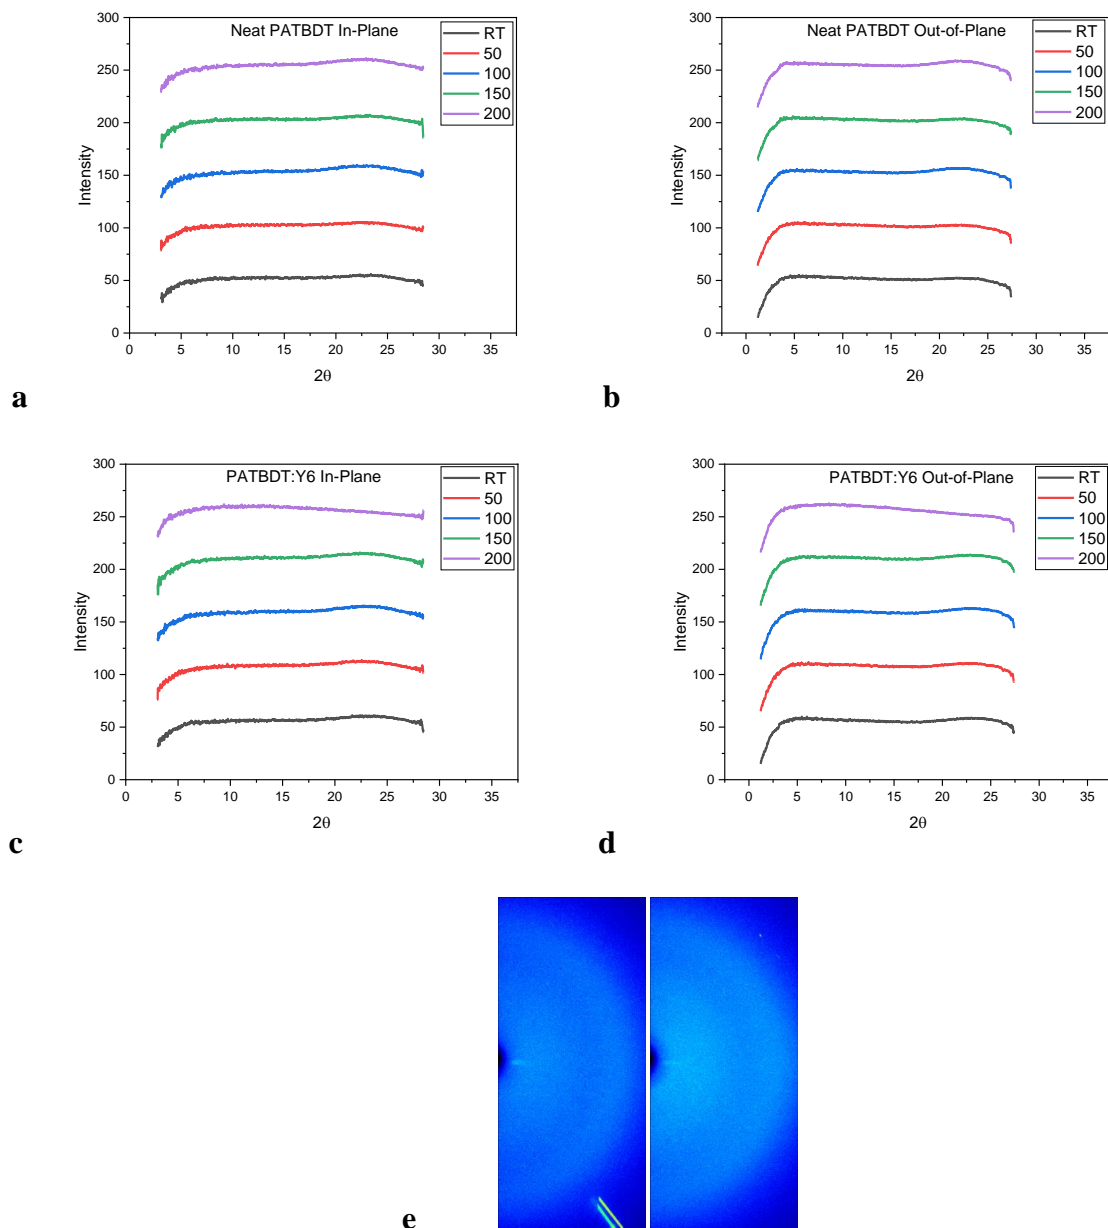 Neat PATBDT In-Plane
RT
50
100
150
200
300
250
200
150
100
50
0
Intensity
0 5 10 15 20 25 30 35
2θ
a
Neat PATBDT Out-of-Plane
RT
50
100
150
200
300
250
200
150
100
50
0
Intensity
0 5 10 15 20 25 30 35
2θ
b
PATBDT:Y6 In-Plane
RT
50
100
150
200
300
250
200
150
100
50
0
Intensity
0 5 10 15 20 25 30 35
2θ
c
PATBDT:Y6 Out-of-Plane
RT
50
100
150
200
300
250
200
150
100
50
0
Intensity
0 5 10 15 20 25 30 35
2θ
d
e